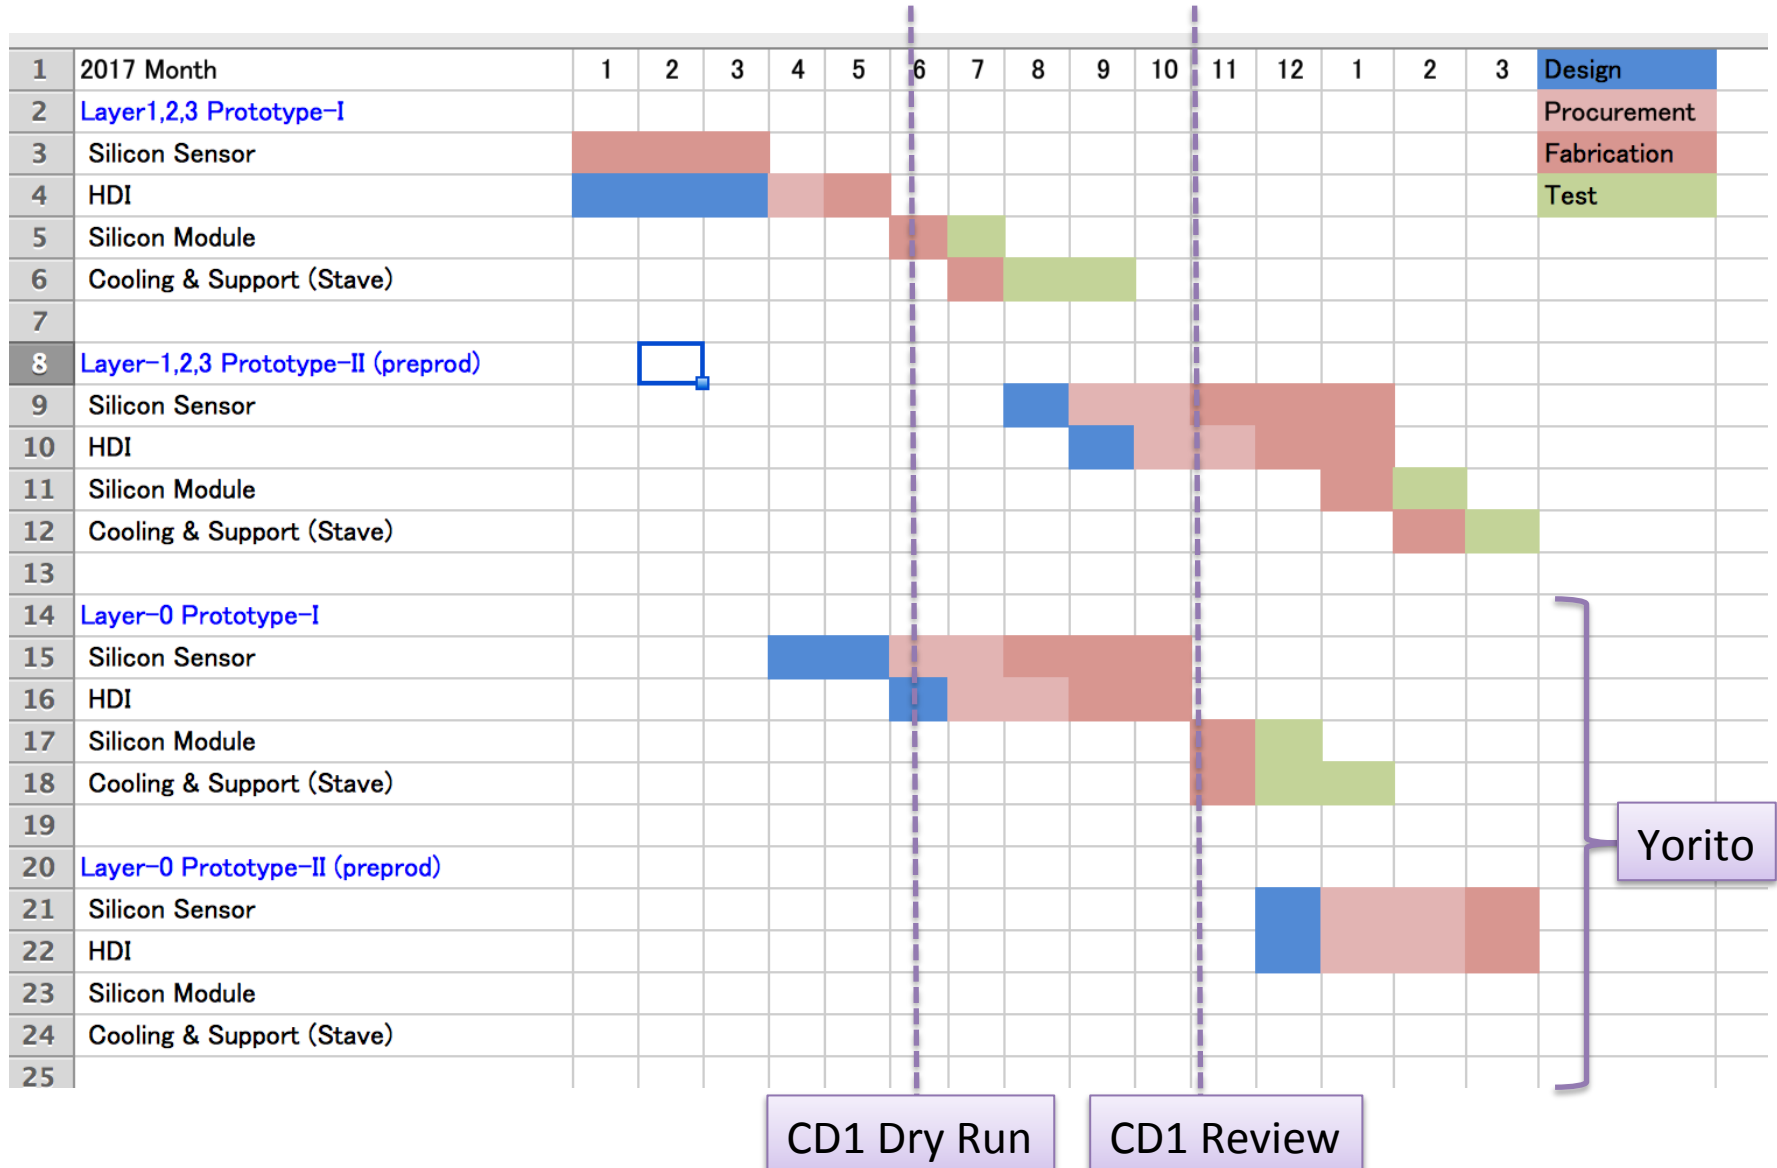 1 2017 Month 1 2 3 4 5 6 7 8 9 10 11 12 1 2 3 Design
2 Layer1,2,3 Prototype-I Procurement
3 Silicon Sensor Fabrication
4 HDI Test
5 Silicon Module
6 Cooling & Support (Stave)
7
8 Layer-1,2,3 Prototype-II (preprod)
9 Silicon Sensor
10 HDI
11 Silicon Module
12 Cooling & Support (Stave)
13
14 Layer-0 Prototype-I
15 Silicon Sensor
16 HDI
17 Silicon Module
18 Cooling & Support (Stave)
19
Yorito
20 Layer-0 Prototype-II (preprod)
21 Silicon Sensor
22 HDI
23 Silicon Module
24 Cooling & Support (Stave)
25
CD1 Dry Run CD1 Review